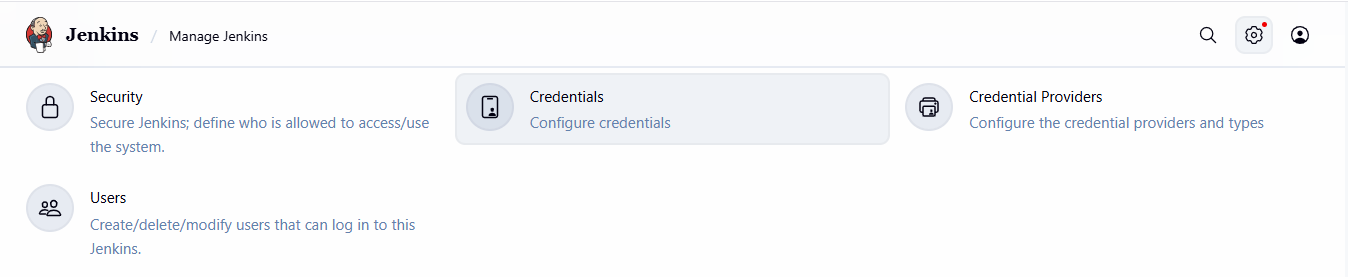 Jenkins / Manage Jenkins
Security
Secure Jenkins; define who is allowed to access/use
the system.
Credentials
Configure credentials
Credential Providers
Configure the credential providers and types
Users
Create/delete/modify users that can log in to this
Jenkins.